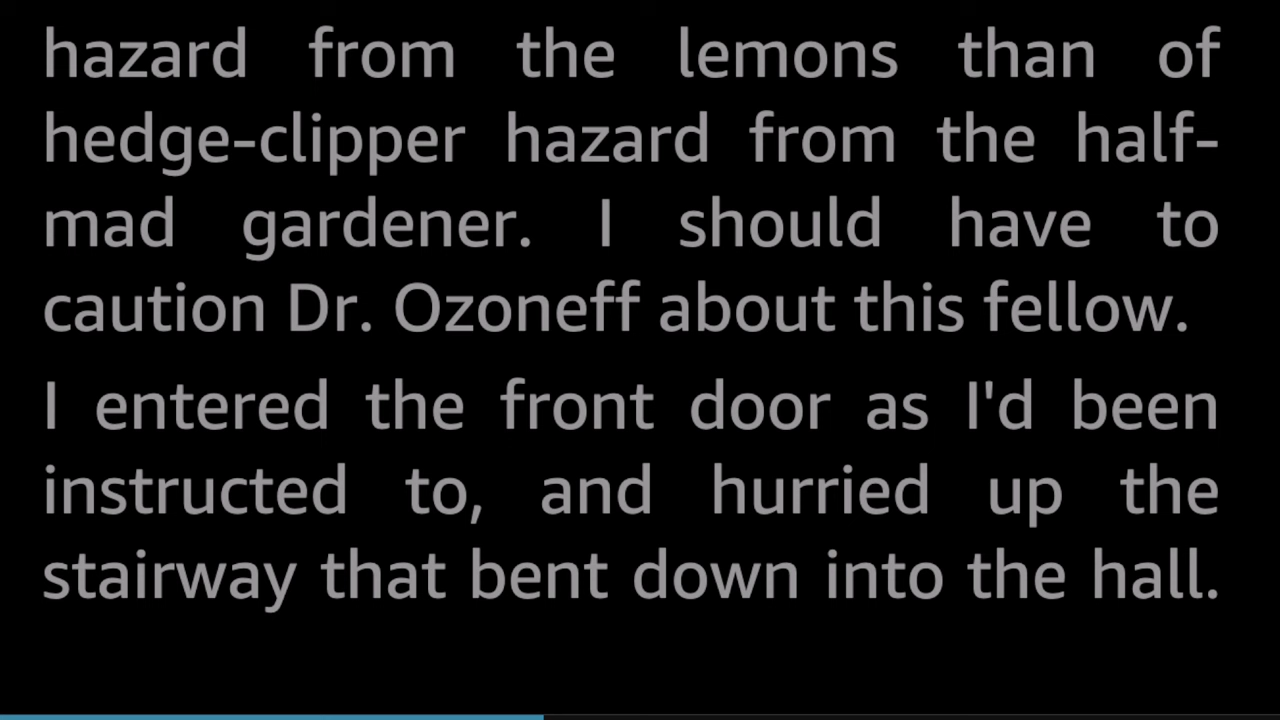 hazard from the lemons than of
hedge-clipper hazard from the half-
mad gardener. I should have to
caution Dr. Ozoneff about this fellow.
I entered the front door as I'd been
instructed to, and hurried up the
stairway that bent down into the hall.